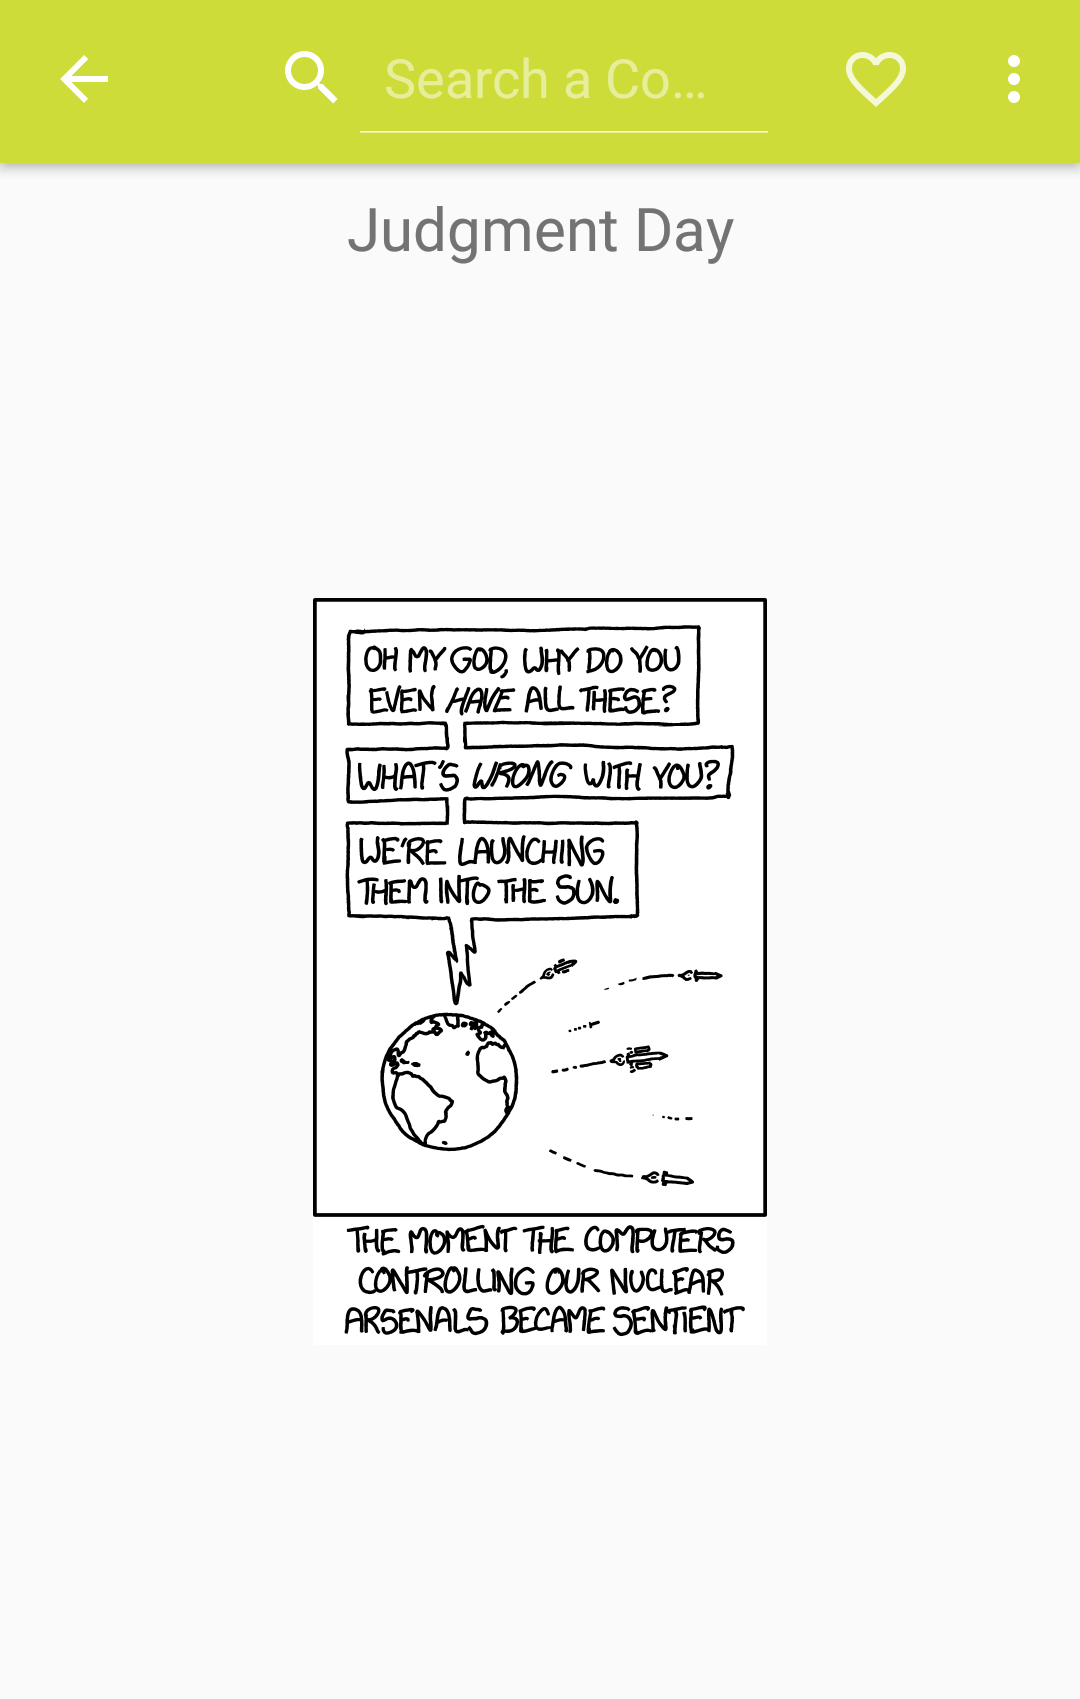 Search a Co...
Judgment Day
OH MY GOD, WHY DO YOU
EVEN HAVE ALL THESE?
WHAT'S WRONG WITH YOU?
WE'RE LAUNCHING
THEM INTO THE SUN.
THE MOMENT THE COMPUTERS
CONTROLLING OUR NUCLEAR
ARSENALS BECAME SENTIENT